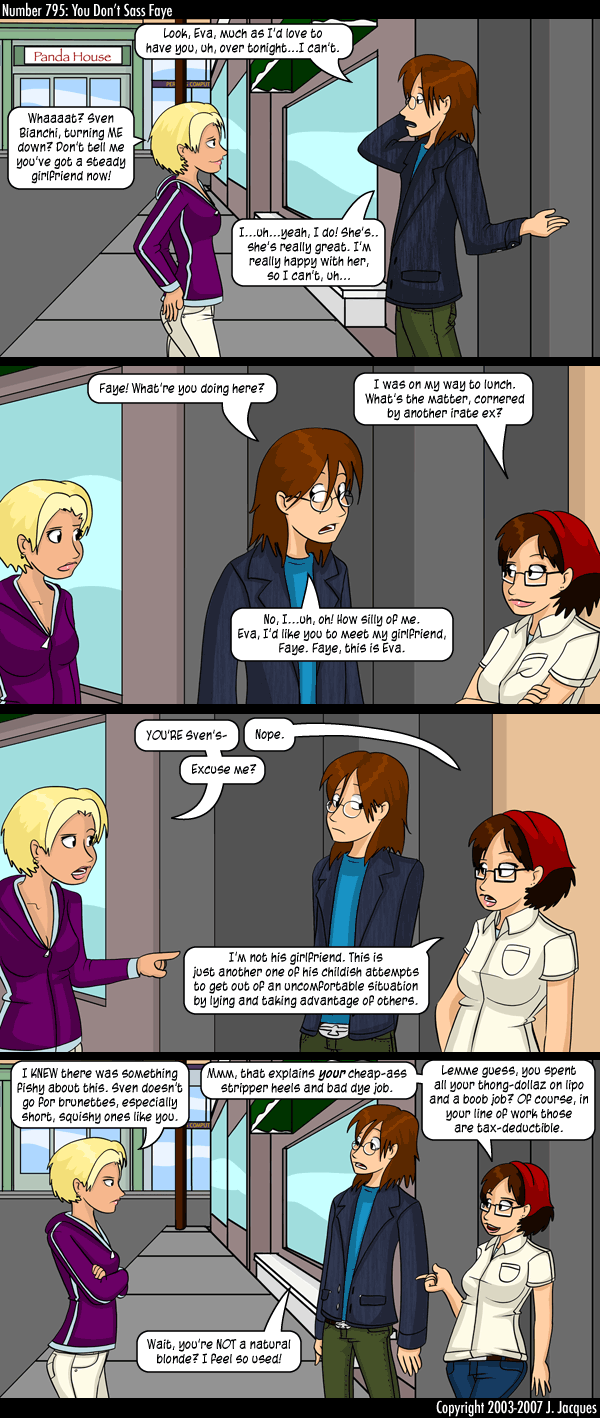 Number 795: You Don't Sass Faye
Look, Eva, much as I'd love to
have you, uh, over tonight...I can't.
Panda House
Whaaaat? Sven
Bianchi, turning ME
down? Don't tell me
you've got a steady
girlfriend now!
I...uh...yeah, I do! She's..
she's really great. I'm
really happy with her,
so I can't, uh...
Faye! What're you doing here?
I was on my way to lunch.
What's the matter, cornered
by another irate ex?
No, I...uh, oh! How silly of me.
Eva, I'd like you to meet my girlfriend,
Faye. Faye, this is Eva.
YOU'RE Sven's-
Nope.
Excuse me?
I'm not his girlfriend. This is
just another one of his childish attempts
to get out of an uncomfortable situation
by lying and taking advantage of others.
I KNEW there was something
fishy about this. Sven doesn't
go for brunettes, especially
short, squishy ones like you.
Mmm, that explains your cheap-ass
stripper heels and bad dye job.
Lemme guess, you spent
all your thong-dollaz on lipo
and a boob job? Of course, in
your line of work those
are tax-deductible.
Wait, you're NOT a natural
blonde? I feel so used!
Copyright 2003-2007 J. Jacques